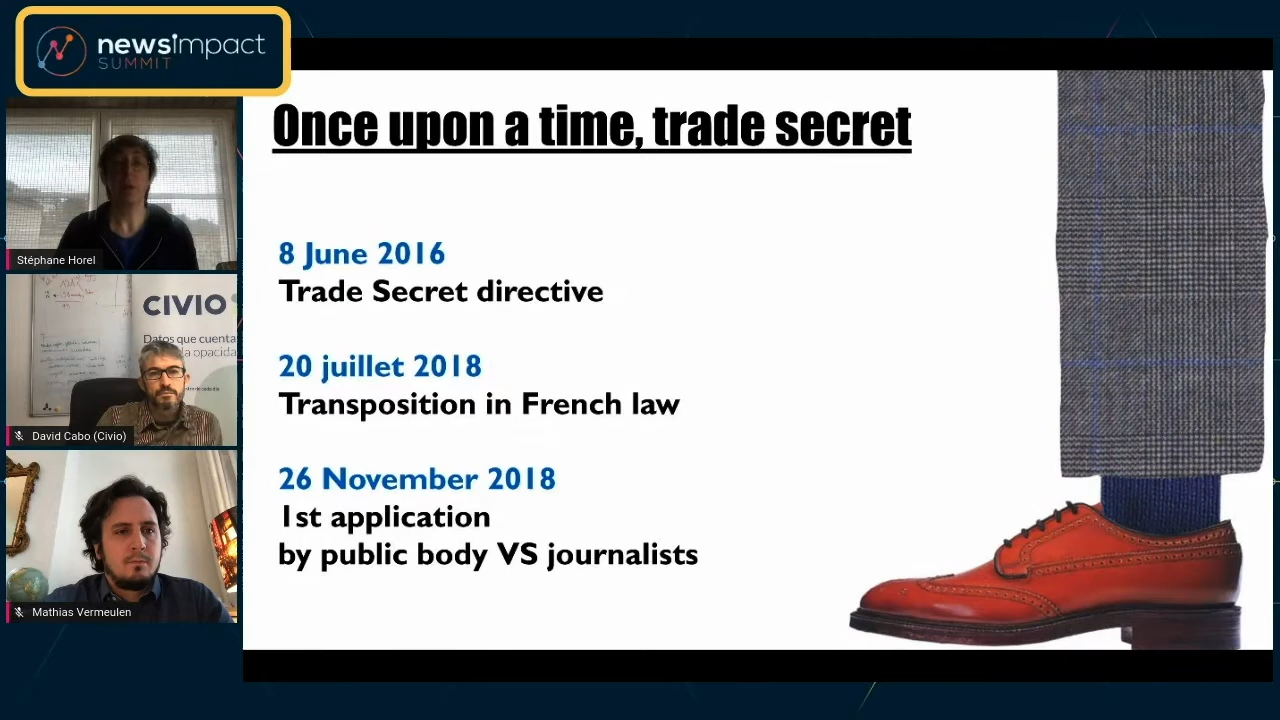 newsimpact
SUMMIT
Once upon a time, trade secret
8 June 2016
Trade Secret directive
20 juillet 2018
Transposition in French law
26 November 2018
1st application
by public body VS journalists
Stéphane Horel
CIVIO
Datos que cuenta
a opacida
David Cabo (Civio)
Mathias Vermeulen